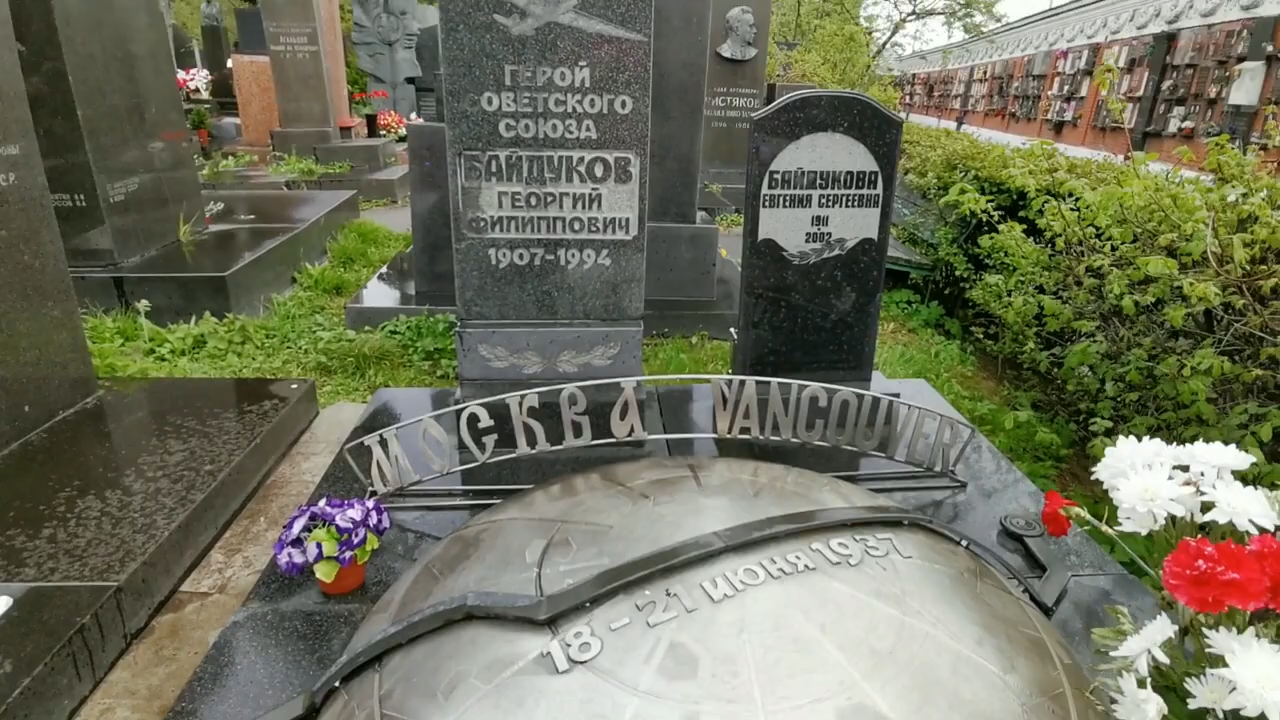 ГЕРОЙ
СОВЕТСКОГО
СОЮЗА
БАЙДУКОВ
ГЕОРГИЙ
ФИЛИППОВИЧ
1907-1994
БАЙДУКОВА
ЕВГЕНИЯ СЕРГЕЕВНА
1911
2002
МОСКВА VANCOUVER
18-21 ИЮНЯ 1937